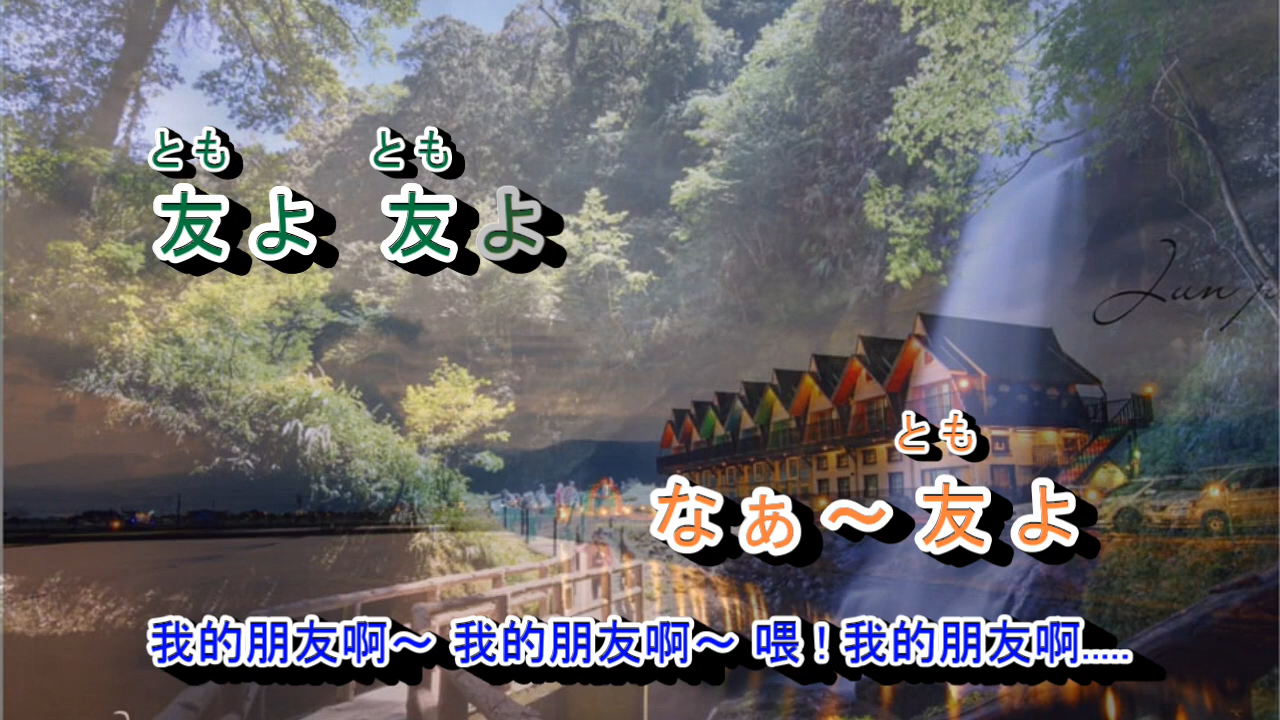 とも とも
友よ 友よ
とも
なぁ～友よ
我的朋友啊～ 我的朋友啊～ 喂！我的朋友啊.....